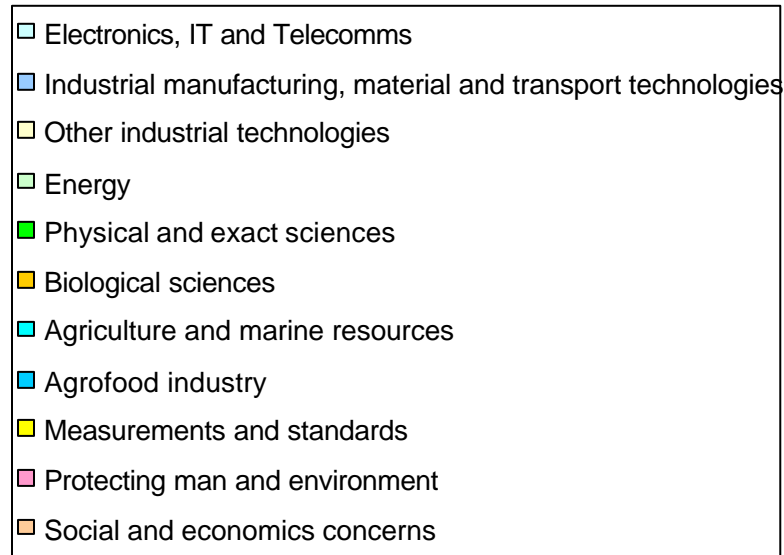 Electronics, IT and Telecomms
Industrial manufacturing, material and transport technologies
Other industrial technologies
Energy
Physical and exact sciences
Biological sciences
Agriculture and marine resources
Agrofood industry
Measurements and standards
Protecting man and environment
Social and economics concerns